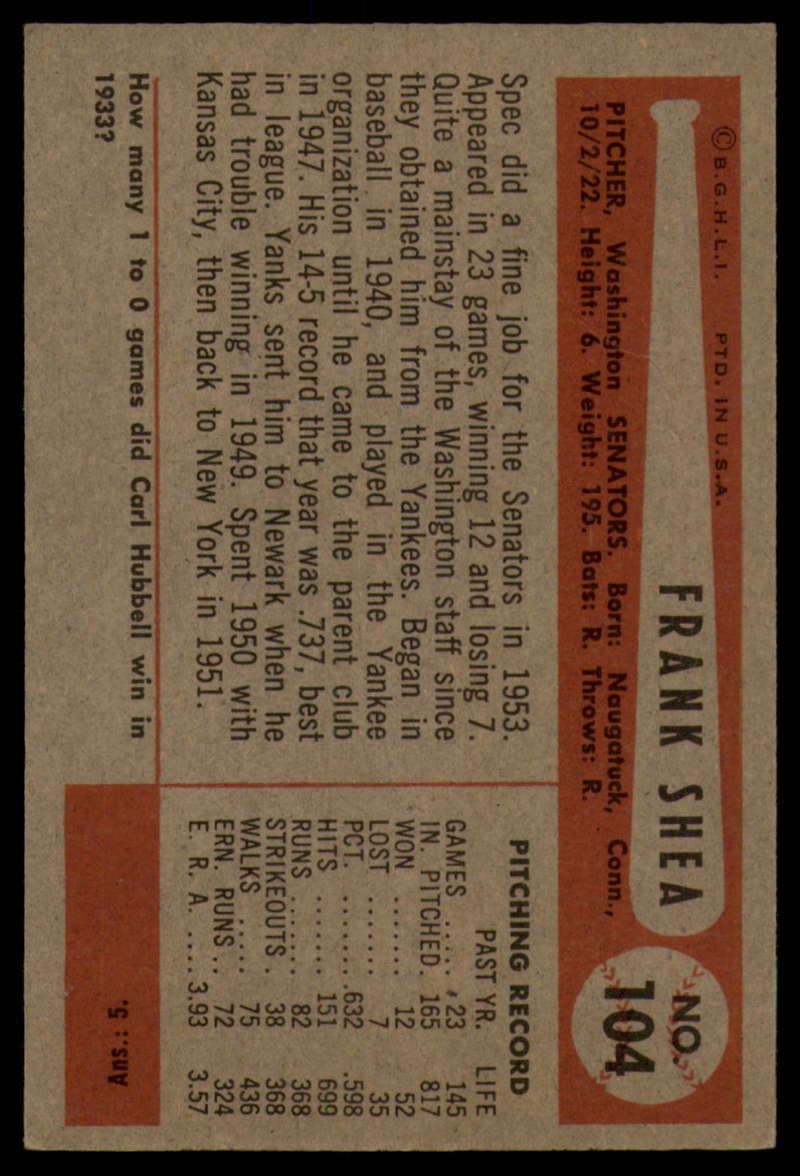 © B.G.H.L.I. PTD. IN U.S.A.
FRANK SHEA
NO.
104
PITCHER, Washington SENATORS. Born: Naugatuck, Conn.,
10/2/22. Height: 6. Weight: 195. Bats: R. Throws: R.
Spec did a fine job for the Senators in 1953.
Appeared in 23 games, winning 12 and losing 7.
Quite a mainstay of the Washington staff since
they obtained him from the Yankees. Began in
baseball in 1940, and played in the Yankee
organization until he came to the parent club
in 1947. His 14-5 record that year was .737, best
in league. Yanks sent him to Newark when he
had trouble winning in 1949. Spent 1950 with
Kansas City, then back to New York in 1951.
PITCHING RECORD
PAST YR. LIFE
GAMES ..... 23 145
IN. PITCHED. 165 817
WON ....... 12 52
LOST ....... 7 35
PCT. ....... .632 .598
HITS ....... 151 699
RUNS ....... 82 368
STRIKEOUTS . 38 368
WALKS ..... 75 436
ERN. RUNS .. 72 324
E. R. A. .... 3.93 3.57
How many 1 to 0 games did Carl Hubbell win in
1933?
Ans.: 5.